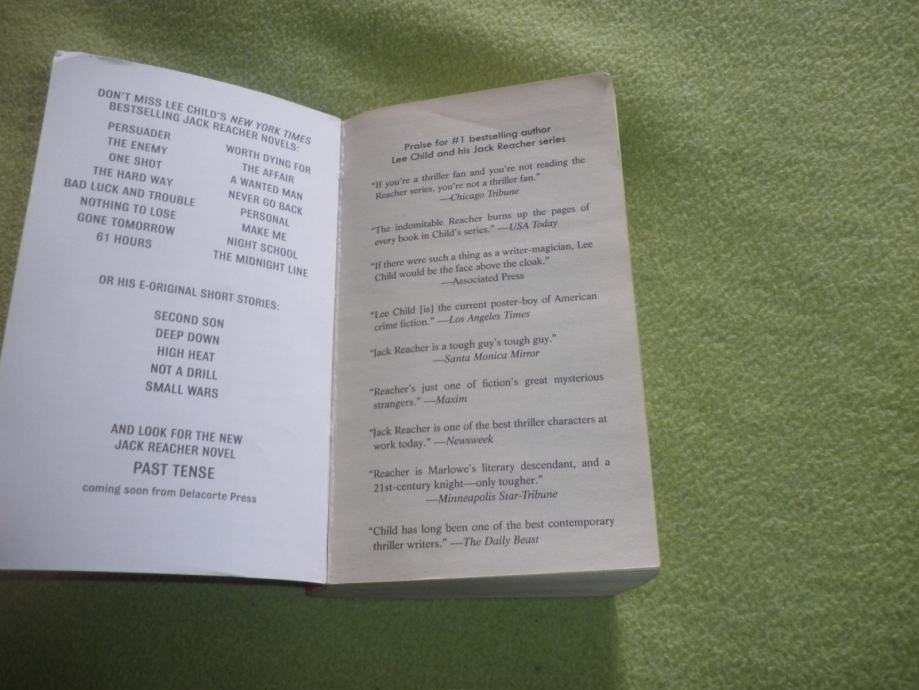 DON'T MISS LEE CHILD'S NEW YORK TIMES
BESTSELLING JACK REACHER NOVELS:
PERSUADER
THE ENEMY
ONE SHOT
THE HARD WAY
BAD LUCK AND TROUBLE
NOTHING TO LOSE
GONE TOMORROW
61 HOURS
WORTH DYING FOR
THE AFFAIR
A WANTED MAN
NEVER GO BACK
PERSONAL
MAKE ME
NIGHT SCHOOL
THE MIDNIGHT LINE
OR HIS E-ORIGINAL SHORT STORIES:
SECOND SON
DEEP DOWN
HIGH HEAT
NOT A DRILL
SMALL WARS
AND LOOK FOR THE NEW
JACK REACHER NOVEL
PAST TENSE
coming soon from Delacorte Press
Praise for #1 bestselling author
Lee Child and his Jack Reacher series
“If you’re a thriller fan and you’re not reading the
Reacher series, you’re not a thriller fan.”
—Chicago Tribune
“The indomitable Reacher burns up the pages of
every book in Child’s series.” —USA Today
“If there were such a thing as a writer-magician, Lee
Child would be the face above the cloak.”
—Associated Press
“Lee Child [is] the current poster-boy of American
crime fiction.” —Los Angeles Times
“Jack Reacher is a tough guy’s tough guy.”
—Santa Monica Mirror
“Reacher’s just one of fiction’s great mysterious
strangers.” —Maxim
“Jack Reacher is one of the best thriller characters at
work today.” —Newsweek
“Reacher is Marlowe’s literary descendant, and a
21st-century knight—only tougher.”
—Minneapolis Star-Tribune
“Child has long been one of the best contemporary
thriller writers.” —The Daily Beast